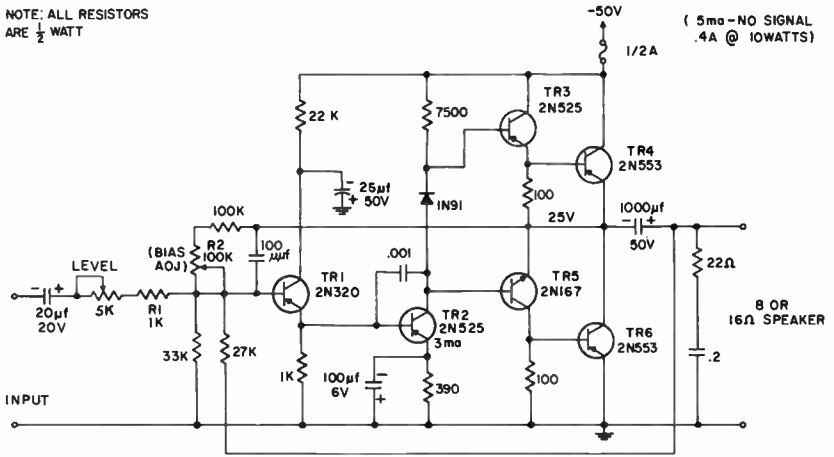 NOTE: ALL RESISTORS
ARE 1/2 WATT
-50V
( 5ma-NO SIGNAL
.4A @ 10WATTS)
1/2A
TR3
2N525
22 K
7500
TR4
2N553
- 25μf
+ 50V
1N91
100
100K
1000μf
- +
50V
25V
R2
100K
(BIAS
AOJ)
100
μμf
.001
LEVEL
TR1
2N320
TR5
2N167
22Ω
- +
20μf
20V
5K
R1
1K
TR2
2N525
3ma
TR6
2N553
8 OR
16Ω SPEAKER
33K
27K
1K
100μf
6V
-
+
390
100
.2
INPUT